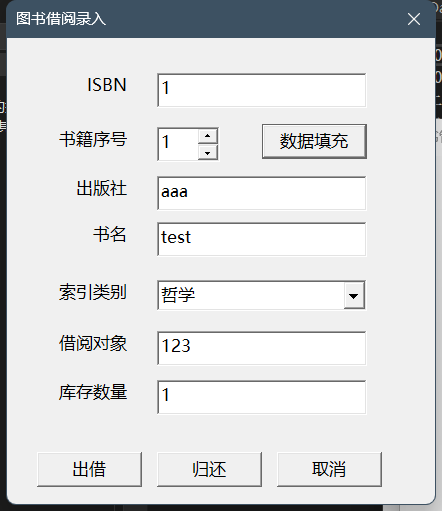 图书借阅录入
ISBN 1
书籍序号 1 数据填充
出版社 aaa
书名 test
索引类别 哲学
借阅对象 123
库存数量 1
出借 归还 取消